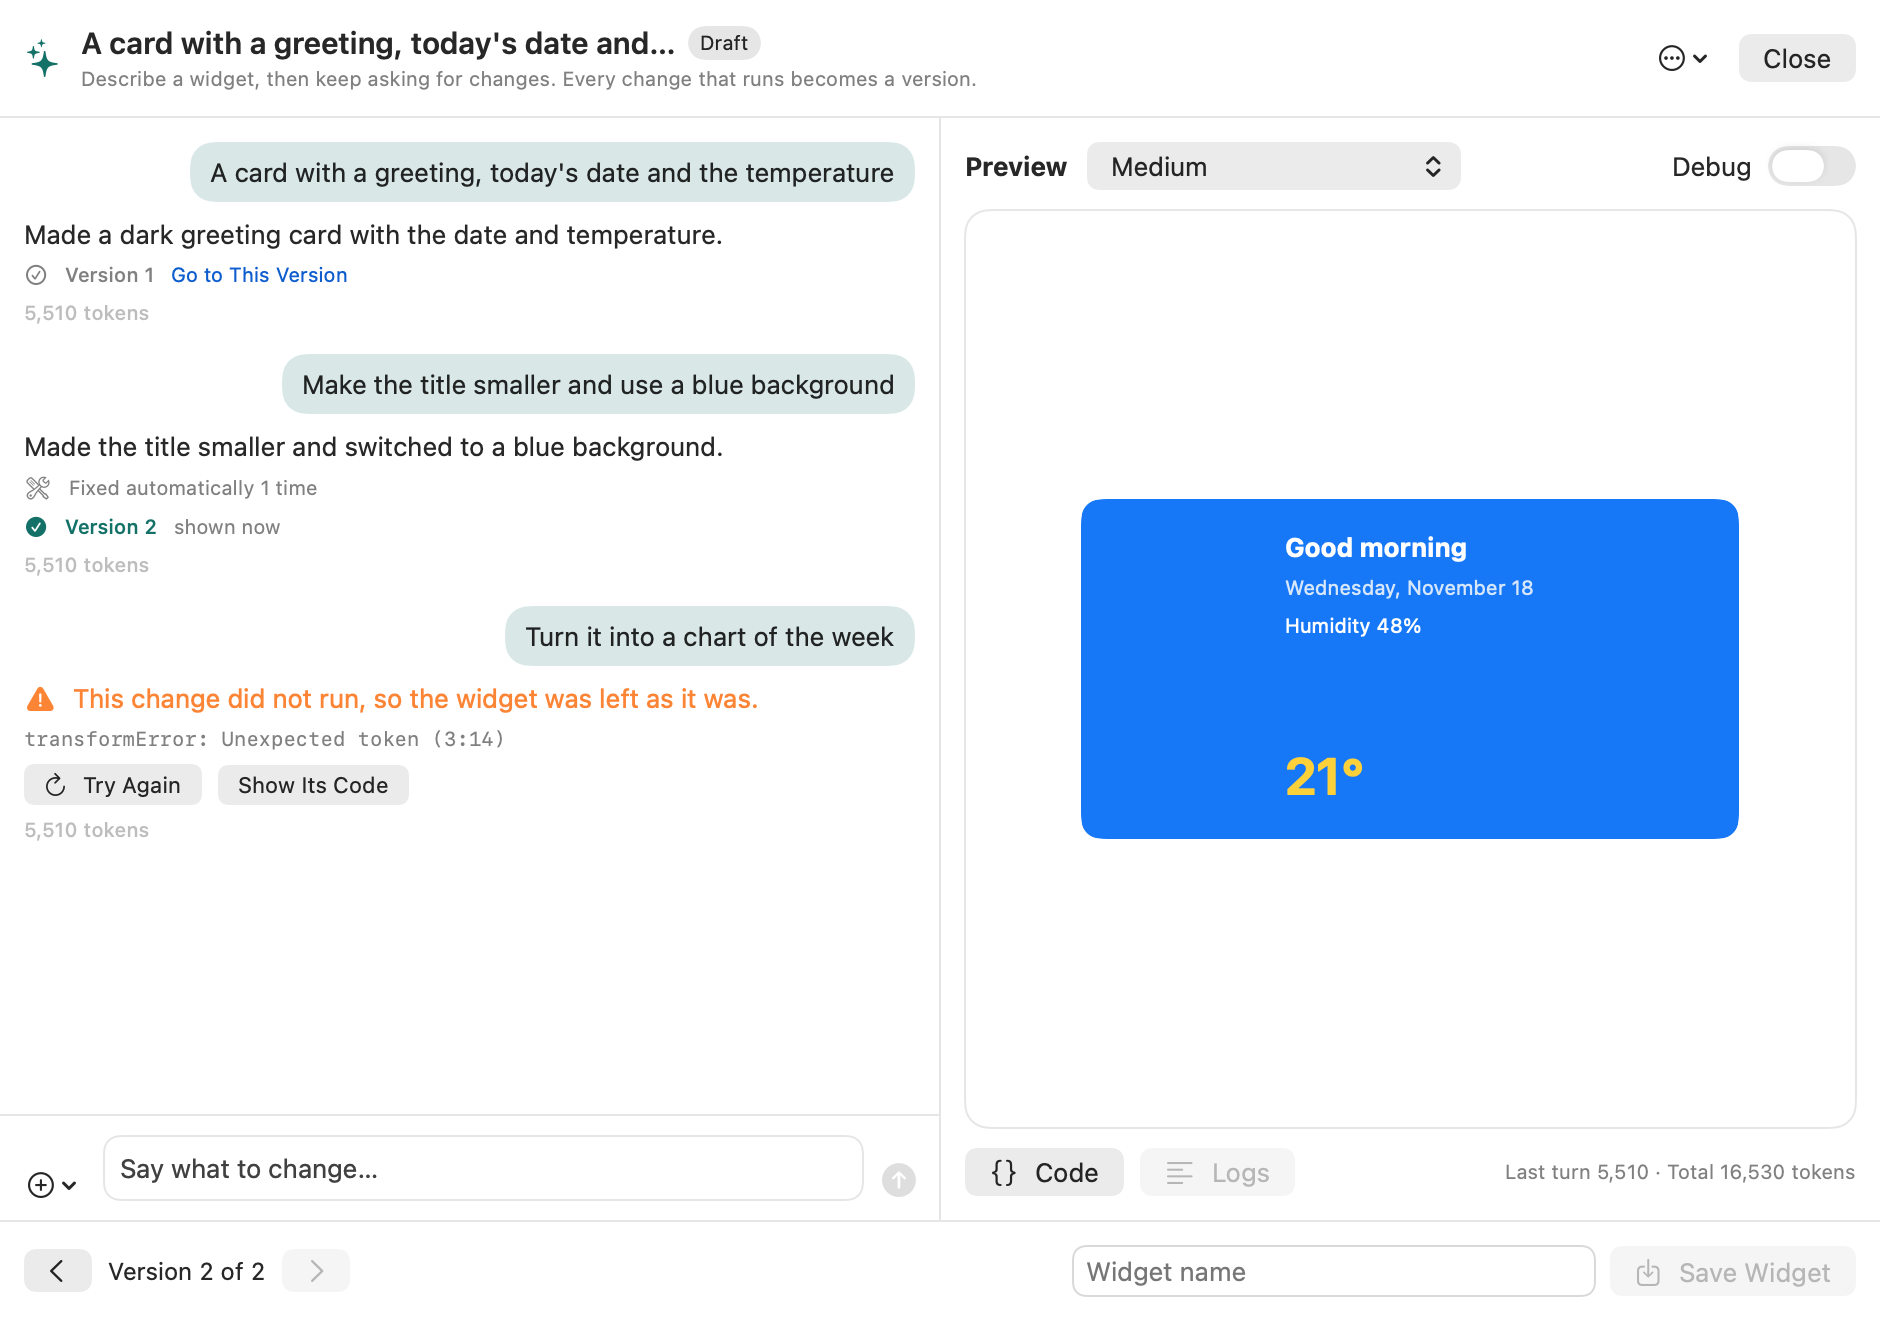 A card with a greeting, today's date and...
Draft
Describe a widget, then keep asking for changes. Every change that runs becomes a version.
Close
A card with a greeting, today's date and the temperature
Made a dark greeting card with the date and temperature.
Version 1 Go to This Version
5,510 tokens
Make the title smaller and use a blue background
Made the title smaller and switched to a blue background.
Fixed automatically 1 time
Version 2 shown now
5,510 tokens
Turn it into a chart of the week
This change did not run, so the widget was left as it was.
transformError: Unexpected token (3:14)
Try Again Show Its Code
5,510 tokens
Say what to change...
Preview Medium Debug
Good morning
Wednesday, November 18
Humidity 48%
21°
{} Code Logs Last turn 5,510 · Total 16,530 tokens
Version 2 of 2
Widget name Save Widget